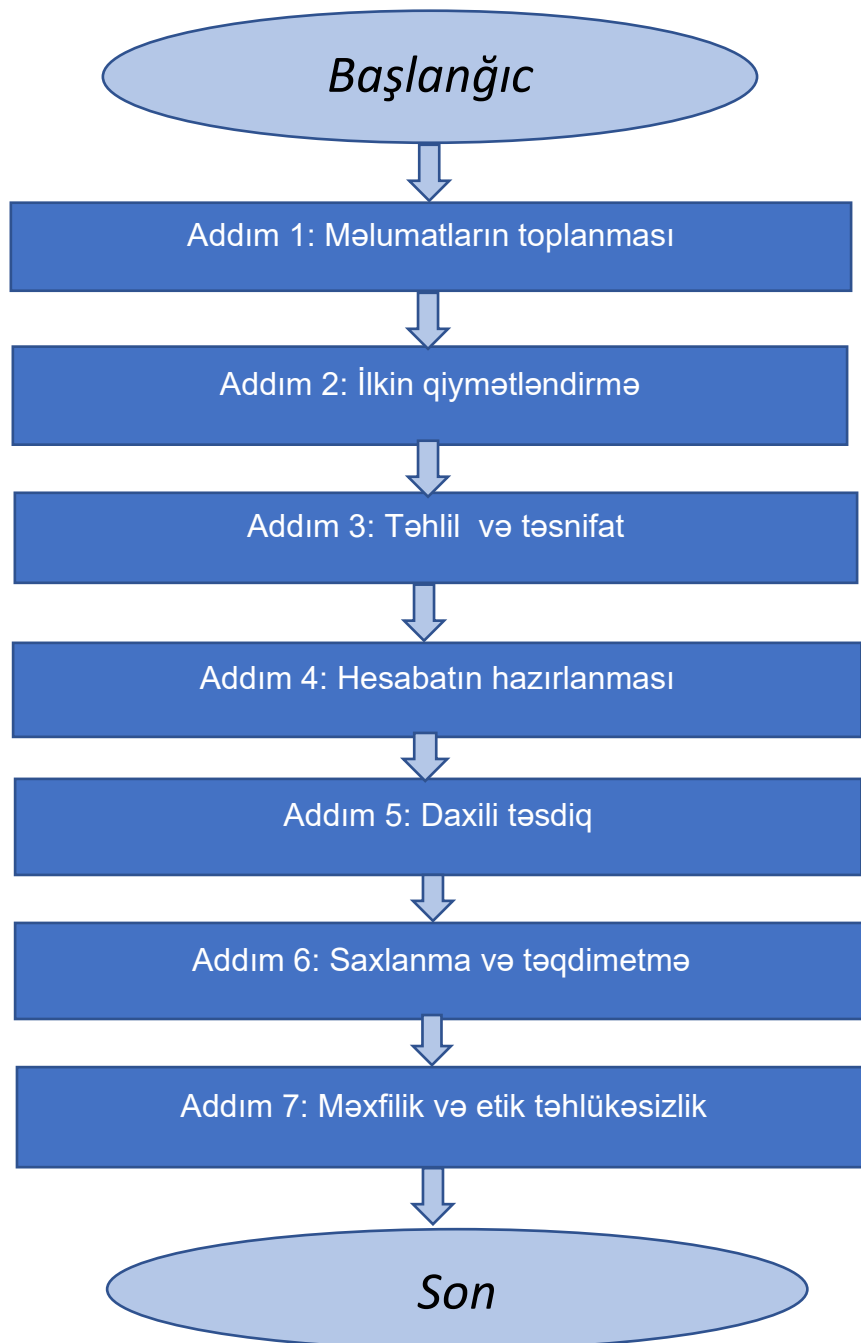 Başlanğıc
Addım 1: Məlumatların toplanması
Addım 2: İlkin qiymətləndirmə
Addım 3: Təhlil  və təsnifat
Addım 4: Hesabatın hazırlanması
Addım 5: Daxili təsdiq
Addım 6: Saxlanma və təqdimetmə
Addım 7: Məxfilik və etik təhlükəsizlik
Son